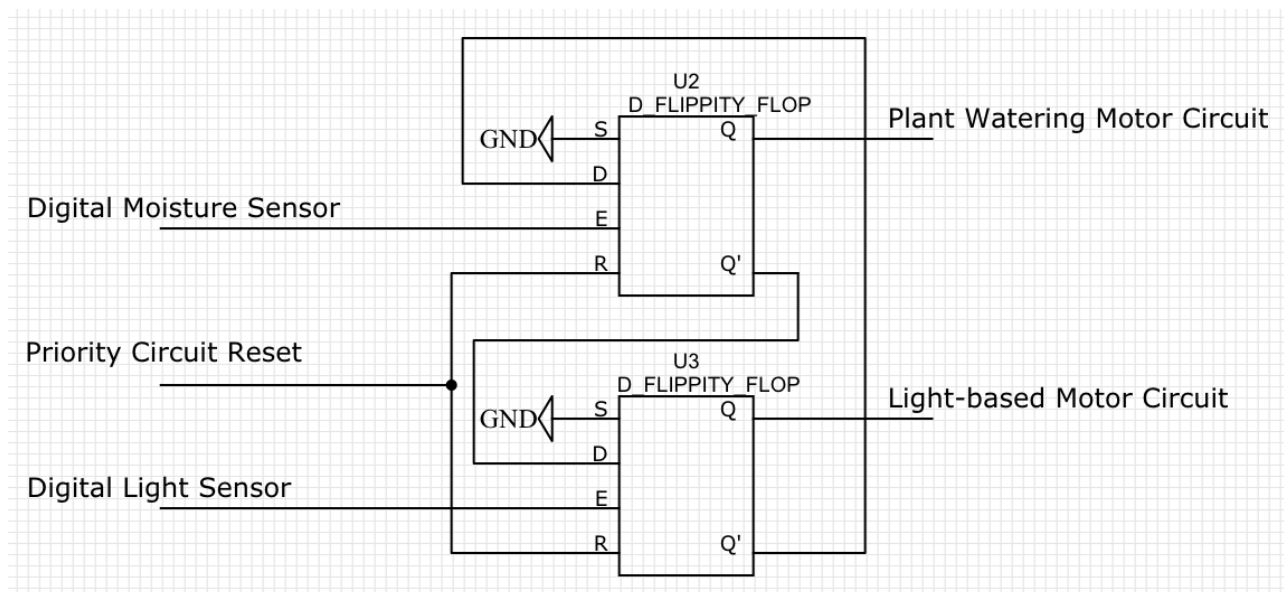 U2
D_FLIPPITY_FLOP
GND
S
Q
Plant Watering Motor Circuit
D
Digital Moisture Sensor
E
R
Q'
Priority Circuit Reset
U3
D_FLIPPITY_FLOP
GND
S
Q
Light-based Motor Circuit
D
Digital Light Sensor
E
R
Q'